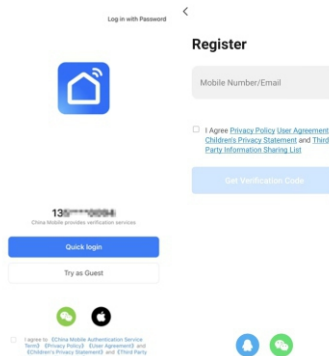 Log in with Password
135
China Mobile provides verification services
Quick login
Try as Guest
I agree to 《China Mobile Authentication Service
Term》 《Privacy Policy》 《User Agreement》 and
《Children's Privacy Statement》 and 《Third Party
Register
Mobile Number/Email
I Agree Privacy Policy User Agreement
Children's Privacy Statement and Third
Party Information Sharing List
Get Verification Code